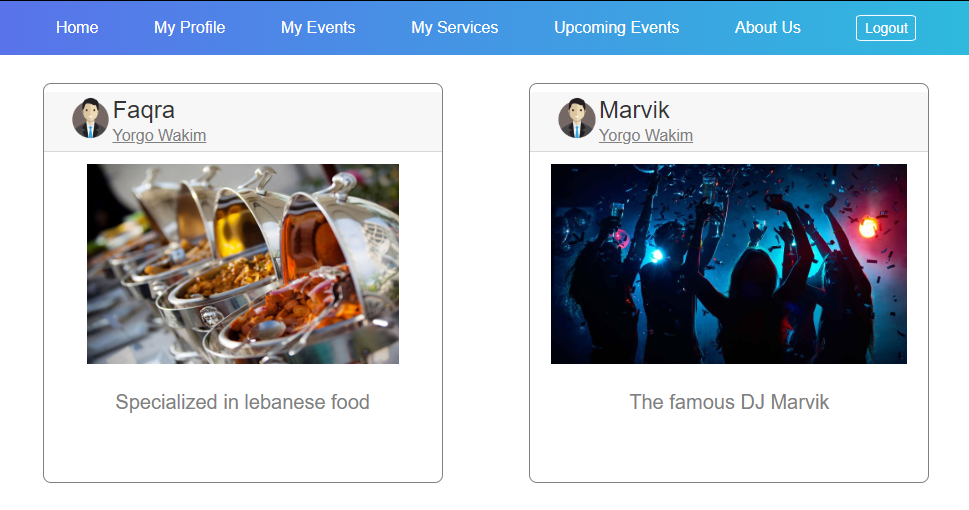 Home My Profile My Events My Services Upcoming Events About Us Logout
Faqra
Yorgo Wakim
Specialized in lebanese food
Marvik
Yorgo Wakim
The famous DJ Marvik